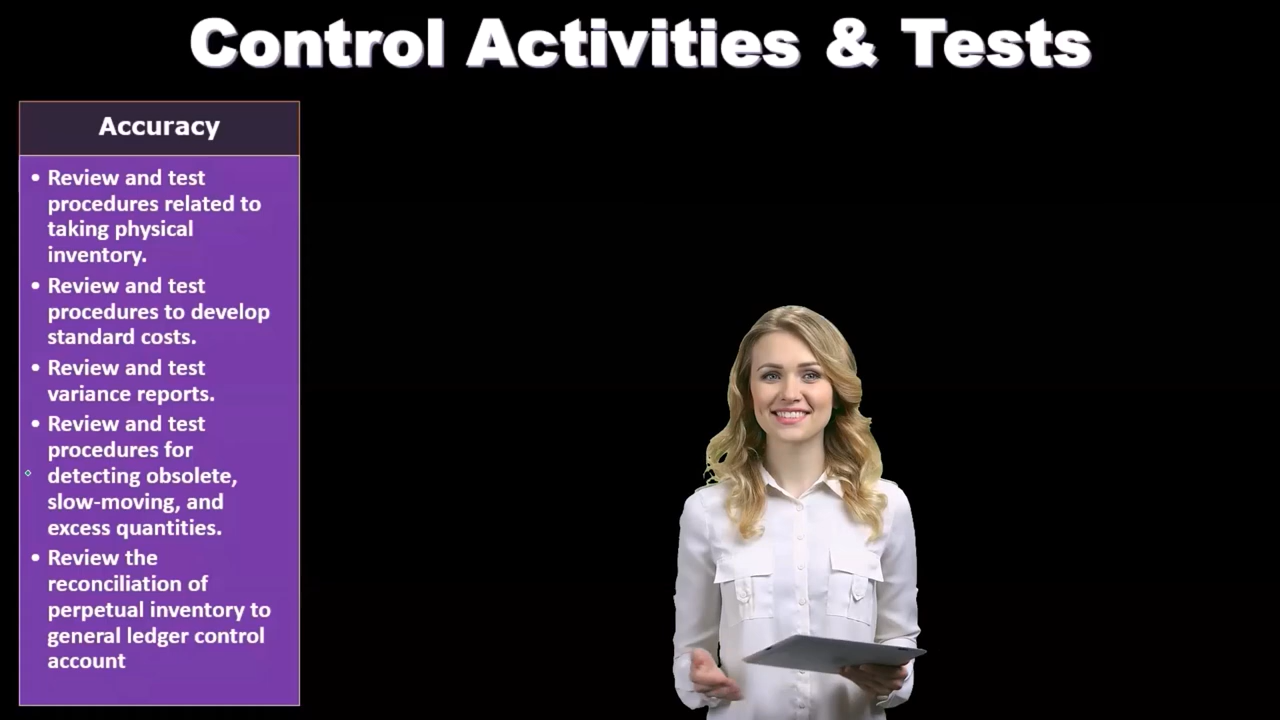 Control Activities & Tests
Accuracy
• Review and test
procedures related to
taking physical
inventory.
• Review and test
procedures to develop
standard costs.
• Review and test
variance reports.
• Review and test
procedures for
detecting obsolete,
slow-moving, and
excess quantities.
• Review the
reconciliation of
perpetual inventory to
general ledger control
account